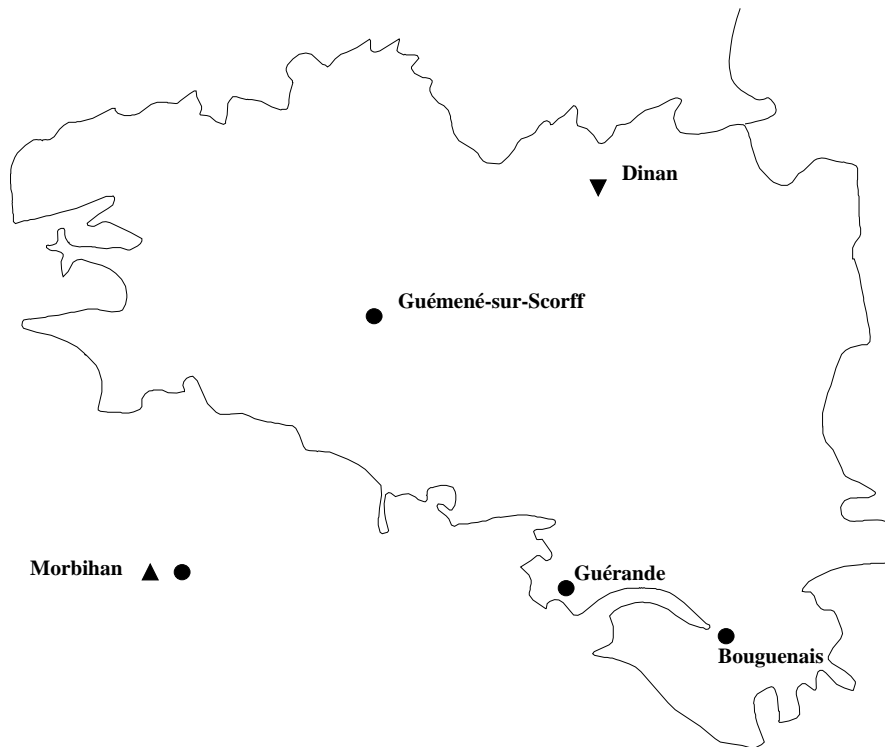 Dinan
Guémené-sur-Scorff
Morbihan
Guérande
Bouguenais